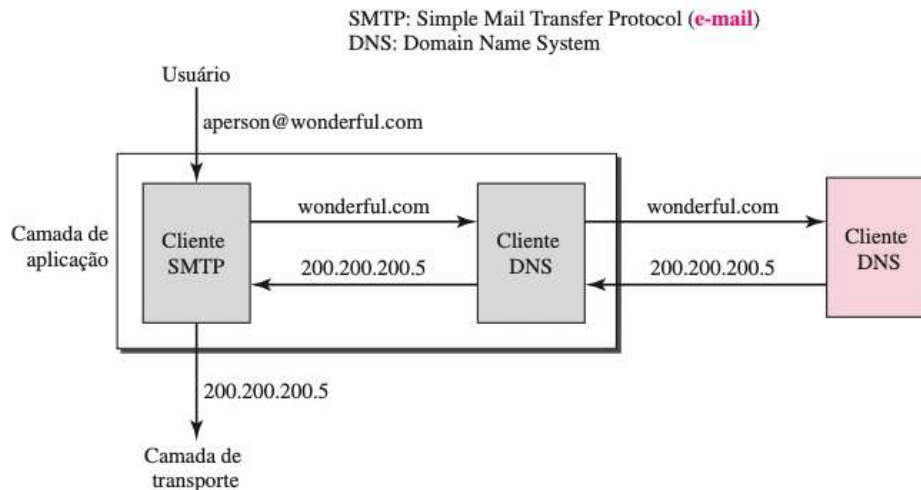 SMTP: Simple Mail Transfer Protocol (e-mail)
DNS: Domain Name System
Usuário
aperson@wonderful.com
Camada de
aplicação
Cliente
SMTP
wonderful.com
200.200.200.5
Cliente
DNS
wonderful.com
200.200.200.5
Cliente
DNS
200.200.200.5
Camada de
transporte